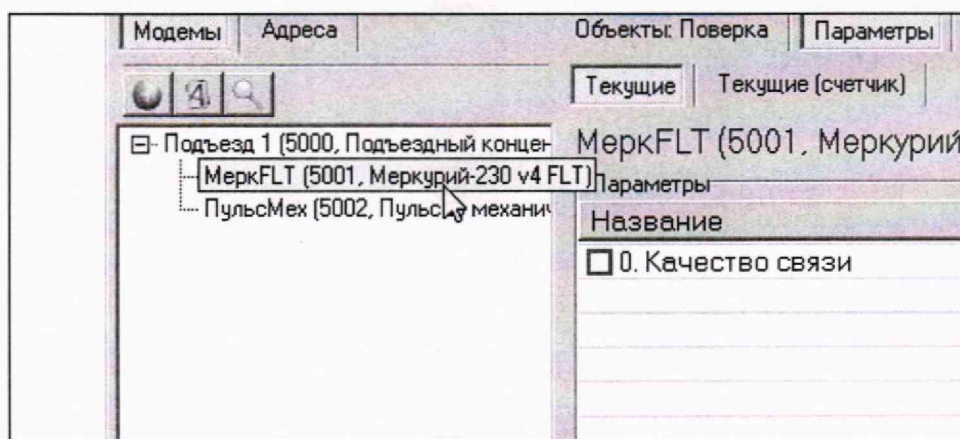 Модемы Адреса
Объекты: Поверка Параметры
Текущие Текущие (счетчик)
Подъезд 1 (5000, Подъездный концен
МеркFLT (5001, Меркурий-230 v4 FLT)
ПульсМех (5002, Пульс механич
МеркFLT (5001, Меркурий
Параметры
Название
0. Качество связи